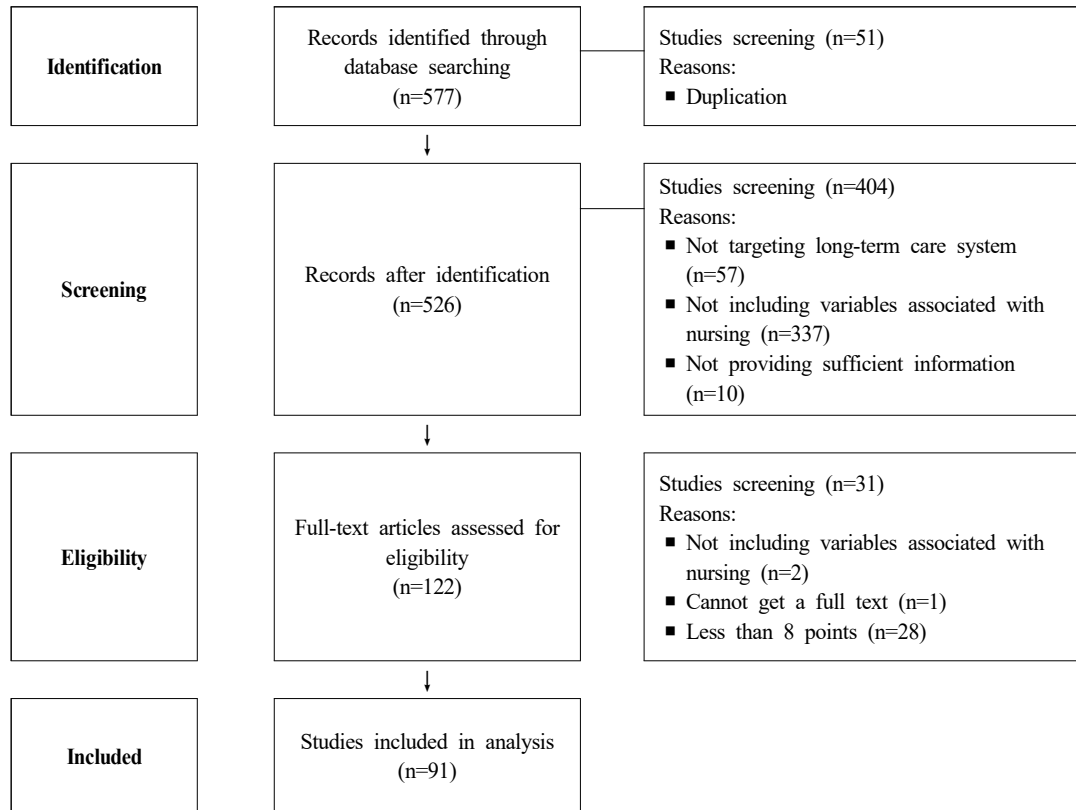 Identification
Records identified through
database searching
(n=577)
Studies screening (n=51)
Reasons:
▪ Duplication
Screening
Records after identification
(n=526)
Studies screening (n=404)
Reasons:
▪ Not targeting long-term care system
(n=57)
▪ Not including variables associated with
nursing (n=337)
▪ Not providing sufficient information
(n=10)
Eligibility
Full-text articles assessed for
eligibility
(n=122)
Studies screening (n=31)
Reasons:
▪ Not including variables associated with
nursing (n=2)
▪ Cannot get a full text (n=1)
▪ Less than 8 points (n=28)
Included
Studies included in analysis
(n=91)